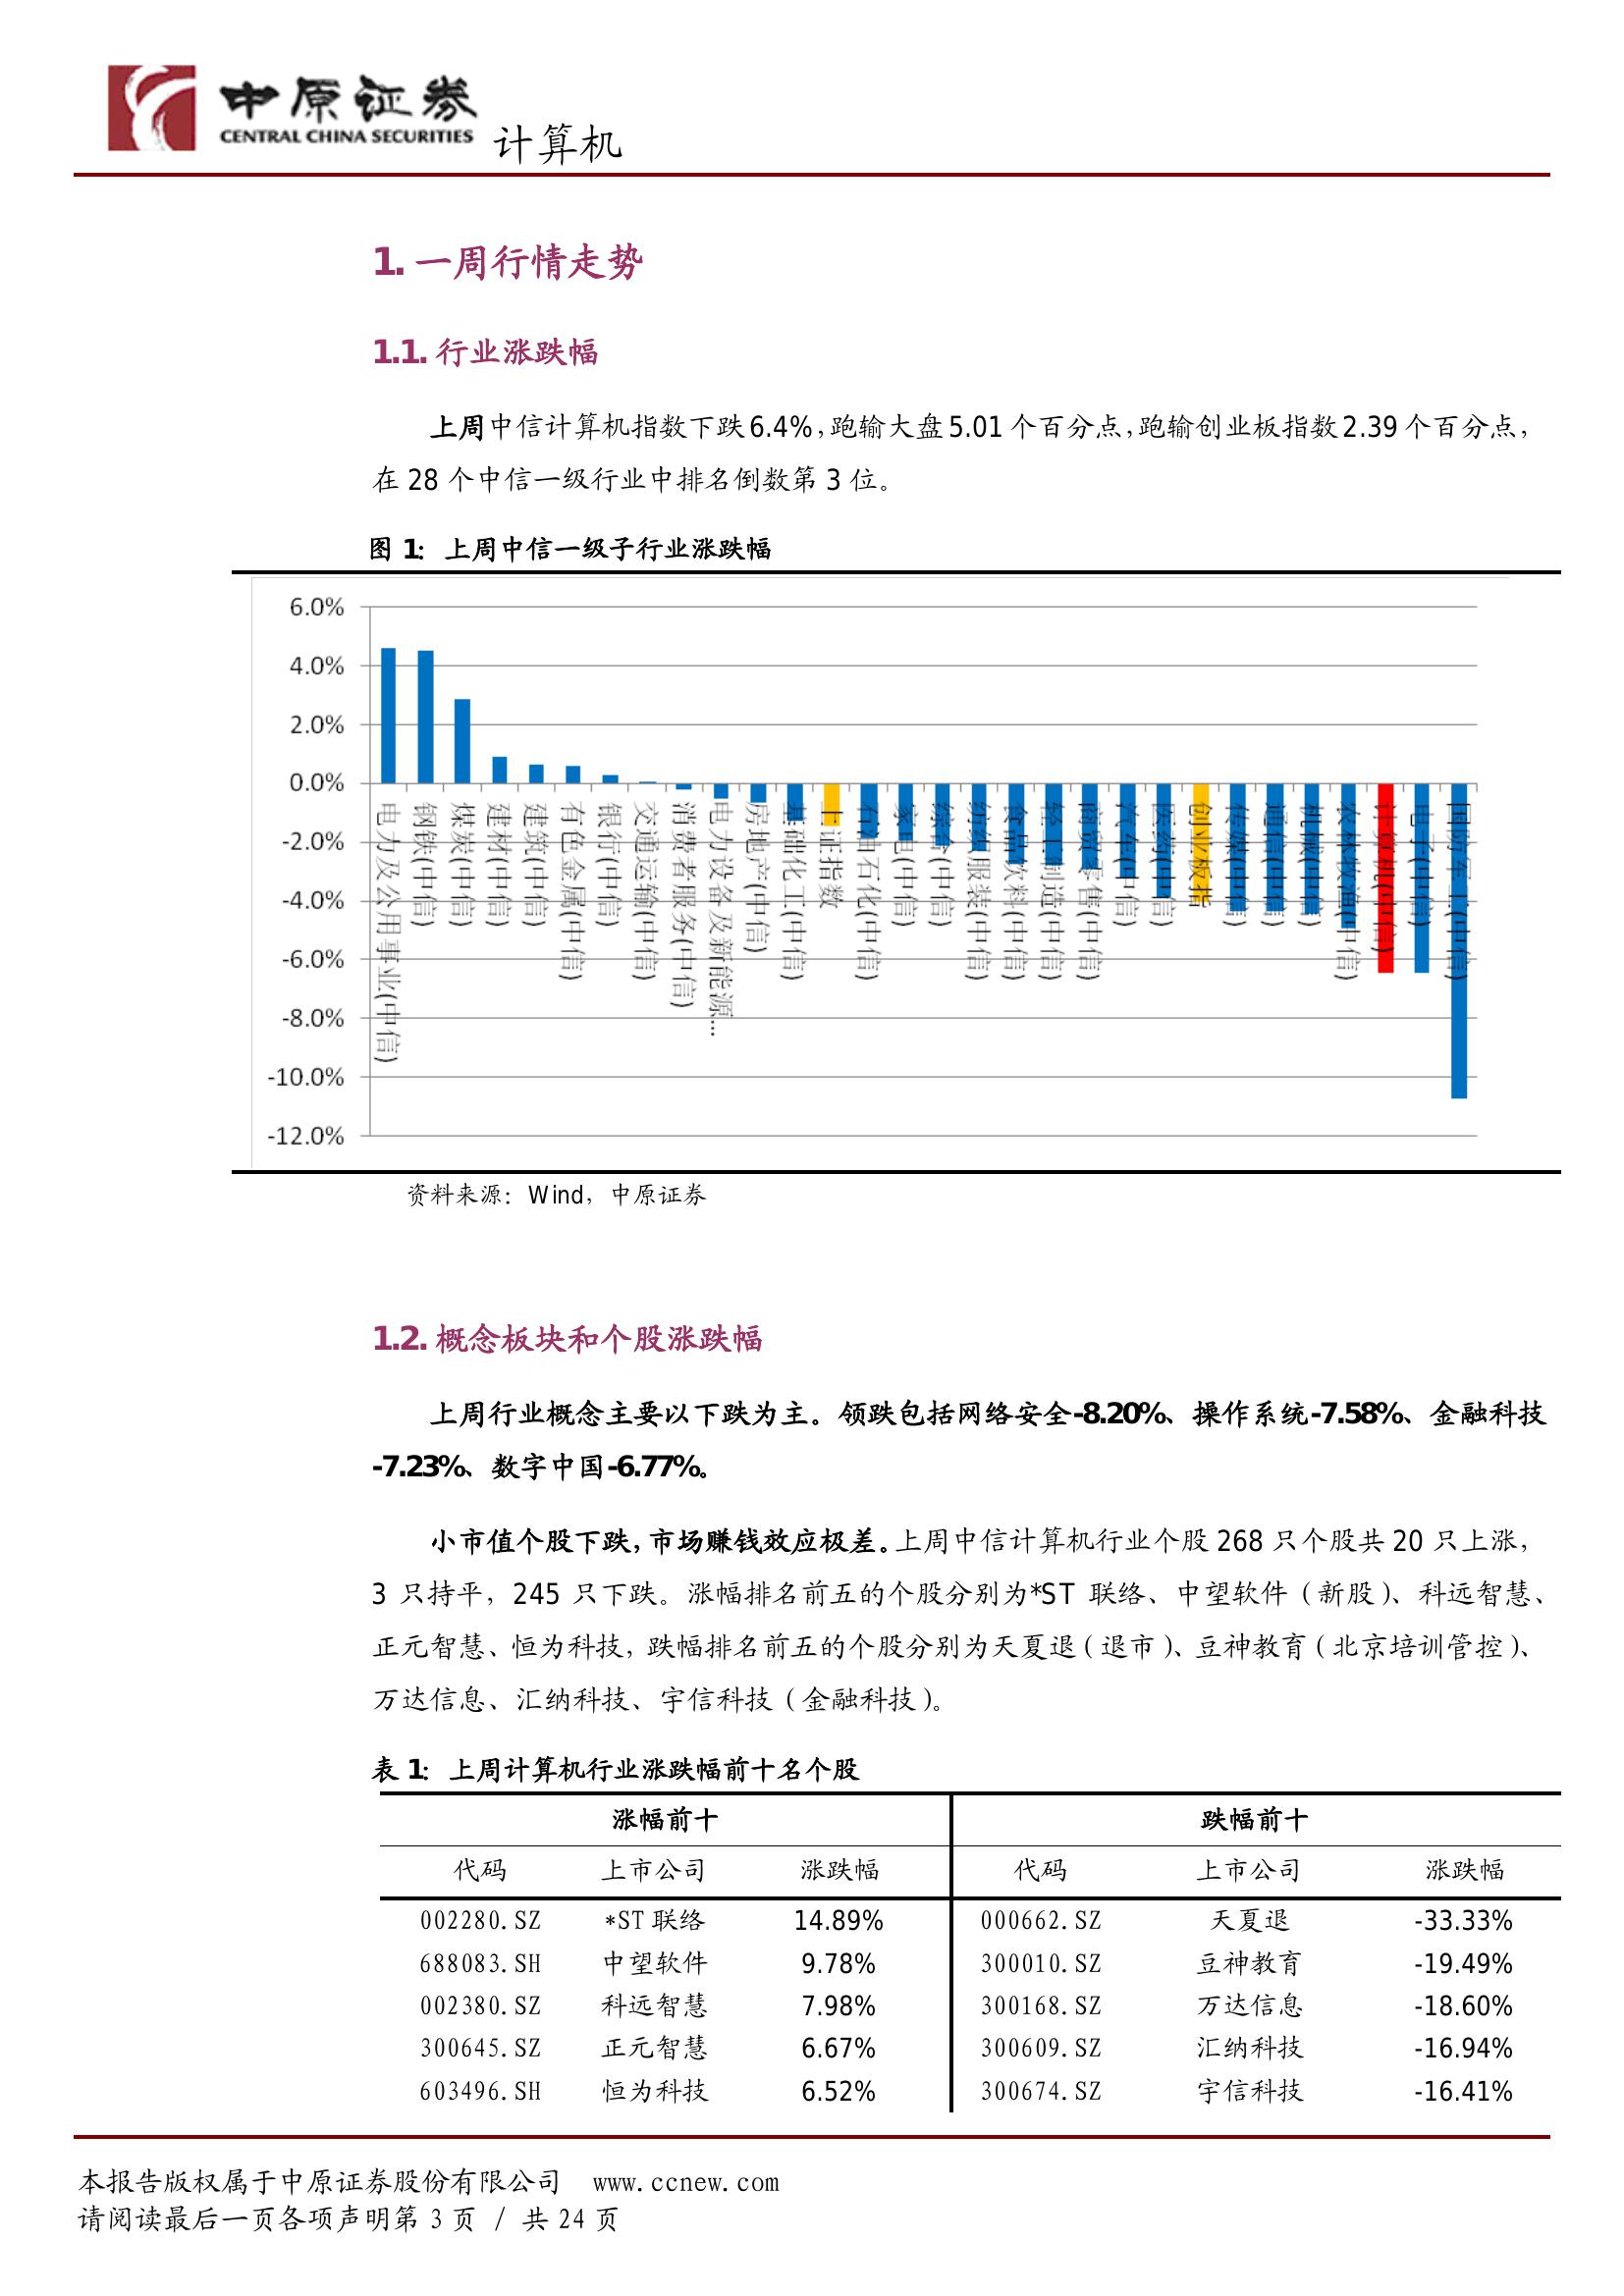 中原证券
CENTRAL CHINA SECURITIES
计算机
1. 一周行情走势
1.1. 行业涨跌幅
上周中信计算机指数下跌6.4%,跑输大盘5.01个百分点,跑输创业板指数2.39个百分点,
在 28 个中信一级行业中排名倒数第 3 位。
图 1: 上周中信一级子行业涨跌幅
6.0%
4.0%
2.0%
0.0%
-2.0%
-4.0%
-6.0%
-8.0%
-10.0%
-12.0%
电力及公用事业(中信)
钢铁(中信)
煤炭(中信)
建材(中信)
建筑(中信)
有色金属(中信)
银行(中信)
交通运输(中信)
消费者服务(中信)
电力设备及新能源…
房地产(中信)
基础化工(中信)
上证指数
石油石化(中信)
家电(中信)
综合(中信)
纺织服装(中信)
食品饮料(中信)
轻工制造(中信)
商贸零售(中信)
汽车(中信)
医药(中信)
创业板指
传媒(中信)
通信(中信)
机械(中信)
农林牧渔(中信)
计算机(中信)
电子(中信)
国防军工(中信)
资料来源：Wind，中原证券
1.2. 概念板块和个股涨跌幅
上周行业概念主要以下跌为主。领跌包括网络安全-8.20%、操作系统-7.58%、金融科技
-7.23%、数字中国-6.77%。
小市值个股下跌,市场赚钱效应极差。上周中信计算机行业个股 268 只个股共 20 只上涨,
3 只持平，245 只下跌。涨幅排名前五的个股分别为*ST 联络、中望软件（新股）、科远智慧、
正元智慧、恒为科技，跌幅排名前五的个股分别为天夏退（退市）、豆神教育（北京培训管控）、
万达信息、汇纳科技、宇信科技（金融科技）。
表 1: 上周计算机行业涨跌幅前十名个股
涨幅前十 跌幅前十
代码 上市公司 涨跌幅 代码 上市公司 涨跌幅
002280.SZ *ST 联络 14.89% 000662.SZ 天夏退 -33.33%
688083.SH 中望软件 9.78% 300010.SZ 豆神教育 -19.49%
002380.SZ 科远智慧 7.98% 300168.SZ 万达信息 -18.60%
300645.SZ 正元智慧 6.67% 300609.SZ 汇纳科技 -16.94%
603496.SH 恒为科技 6.52% 300674.SZ 宇信科技 -16.41%
本报告版权属于中原证券股份有限公司 www.ccnew.com
请阅读最后一页各项声明第 3 页 / 共 24 页